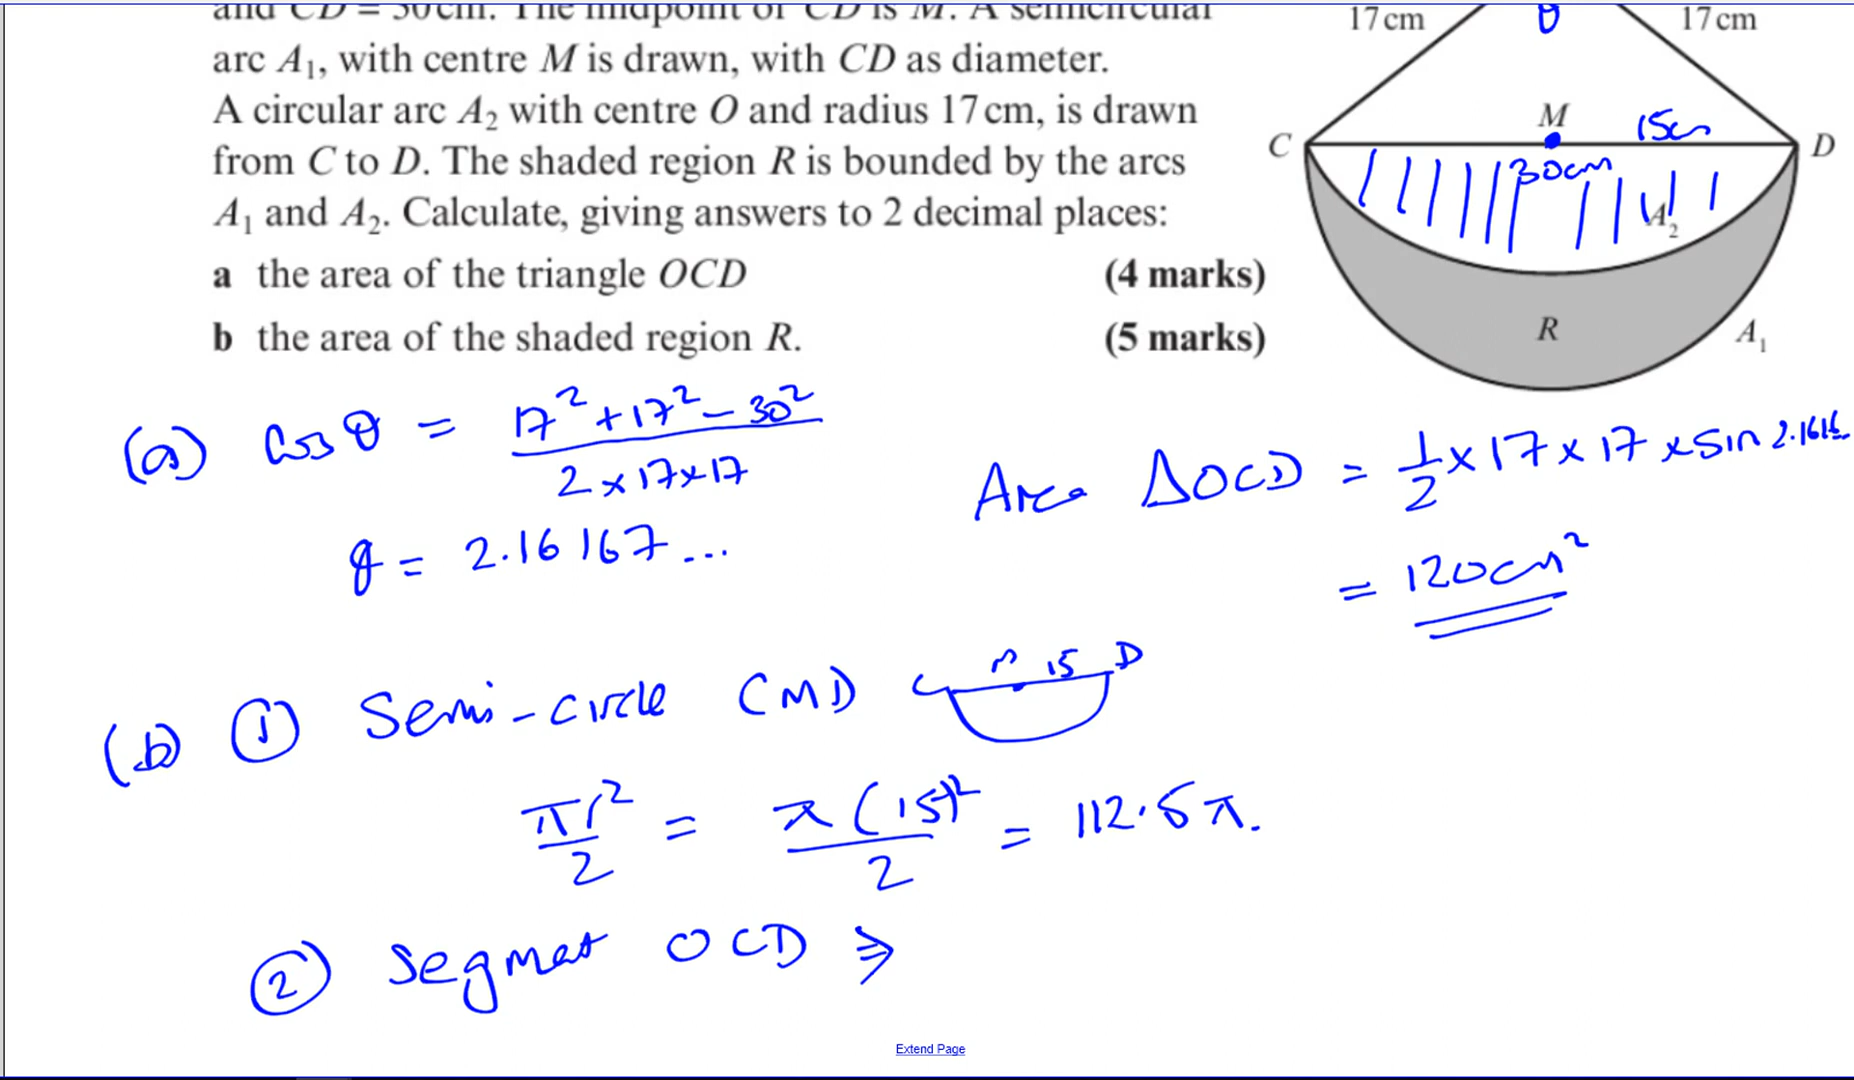 and CD = 30 cm. The midpoint of CD is M. A semicircular
arc A₁, with centre M is drawn, with CD as diameter.
A circular arc A₂ with centre O and radius 17 cm, is drawn
from C to D. The shaded region R is bounded by the arcs
A₁ and A₂. Calculate, giving answers to 2 decimal places:
a the area of the triangle OCD (4 marks)
b the area of the shaded region R. (5 marks)
17 cm θ 17 cm
M 15cm
C D
30cm
A₂
R A₁
(a) Cos θ = (17² + 17² − 30²) / (2 × 17 × 17)
θ = 2.16167...
Area ΔOCD = 1/2 × 17 × 17 × sin 2.1616..
= 120cm²
(b) ① Semi-circle CMD C M 15 D
πr²/2 = π(15)²/2 = 112.5π.
② Segmet OCD ⇒
Extend Page